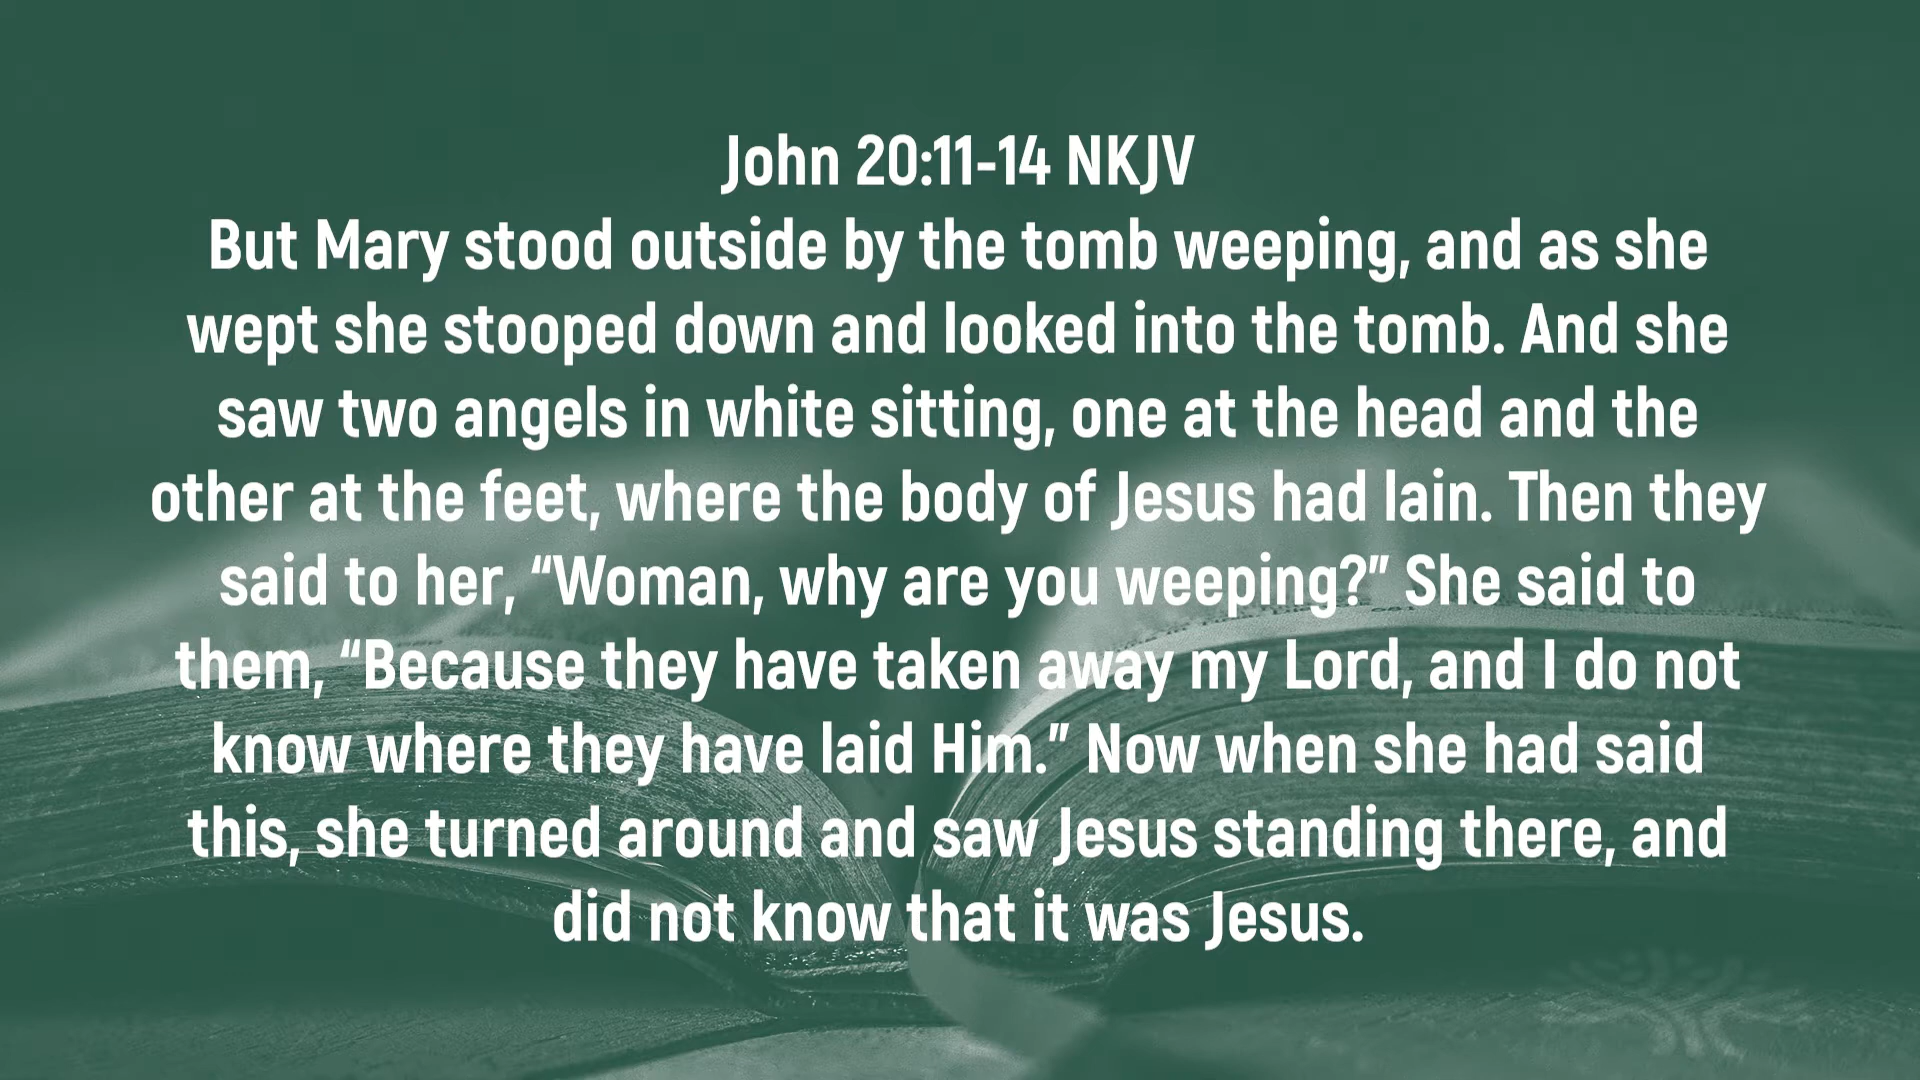 John 20:11-14 NKJV
But Mary stood outside by the tomb weeping, and as she
wept she stooped down and looked into the tomb. And she
saw two angels in white sitting, one at the head and the
other at the feet, where the body of Jesus had lain. Then they
said to her, “Woman, why are you weeping?” She said to
them, “Because they have taken away my Lord, and I do not
know where they have laid Him.” Now when she had said
this, she turned around and saw Jesus standing there, and
did not know that it was Jesus.